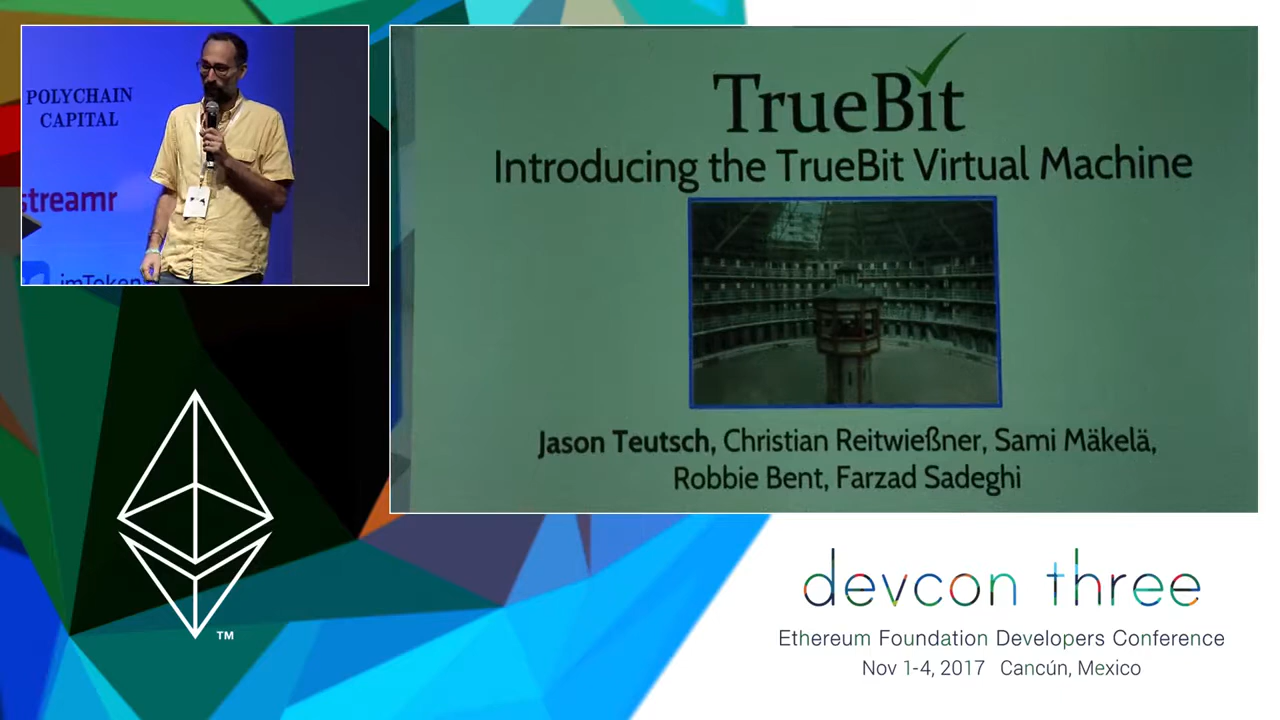 POLYCHAIN
CAPITAL
streamr
imToken
TrueBit
Introducing the TrueBit Virtual Machine
Jason Teutsch, Christian Reitwießner, Sami Mäkelä,
Robbie Bent, Farzad Sadeghi
TM
devcon three
Ethereum Foundation Developers Conference
Nov 1-4, 2017 Cancún, Mexico